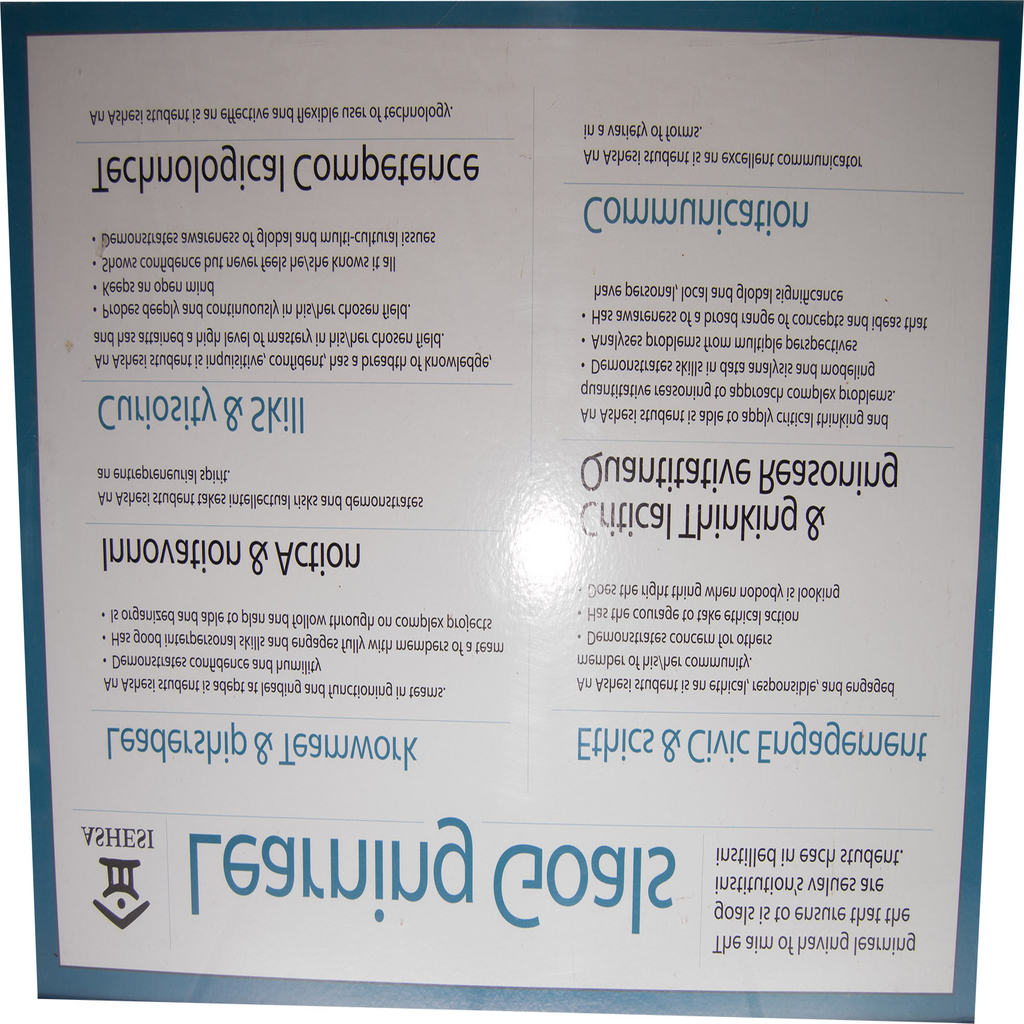 ASHESI
Learning Goals
The aim of having learning
goals is to ensure that the
institution's values are
instilled in each student.
Leadership & Teamwork
An Ashesi student is adept at leading and functioning in teams.
• Demonstrates confidence and humility
• Has good interpersonal skills and engages fully with members of a team
• Is organized and able to plan and follow through on complex projects
Innovation & Action
An Ashesi student takes intellectual risks and demonstrates
an entrepreneurial spirit.
Curiosity & Skill
An Ashesi student is inquisitive, confident, has a breadth of knowledge,
and has attained a high level of mastery in his/her chosen field.
• Probes deeply and continuously in his/her chosen field.
• Keeps an open mind
• Shows confidence but never feels he/she knows it all
• Demonstrates awareness of global and multi-cultural issues
Technological Competence
An Ashesi student is an effective and flexible user of technology.
Ethics & Civic Engagement
An Ashesi student is an ethical, responsible, and engaged
member of his/her community.
• Demonstrates concern for others
• Has the courage to take ethical action
• Does the right thing when nobody is looking
Critical Thinking &
Quantitative Reasoning
An Ashesi student is able to apply critical thinking and
quantitative reasoning to approach complex problems.
• Demonstrates skills in data analysis and modeling
• Analyses problems from multiple perspectives
• Has awareness of a broad range of concepts and ideas that
have personal, local and global significance
Communication
An Ashesi student is an excellent communicator
in a variety of forms.